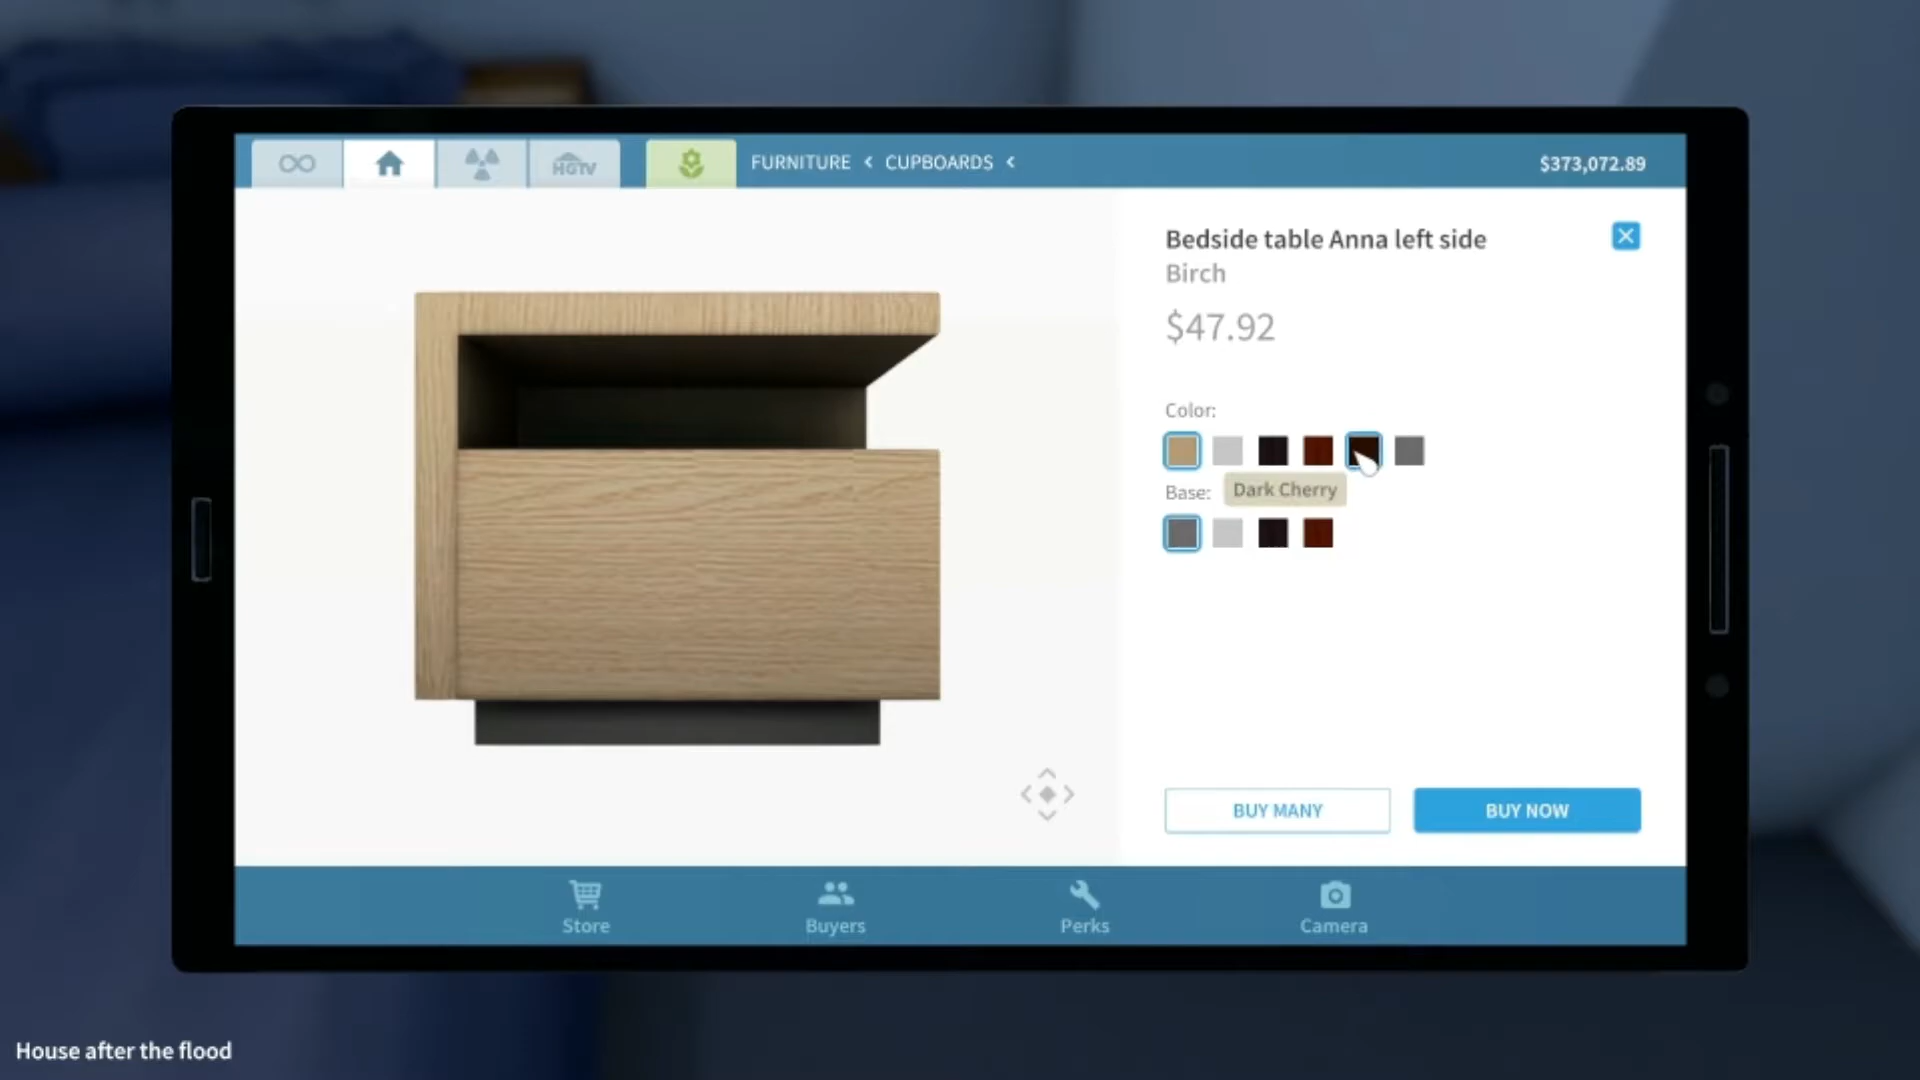 HGTV
FURNITURE < CUPBOARDS <
$373,072.89
Bedside table Anna left side
Birch
$47.92
Color:
Dark Cherry
Base:
BUY MANY
BUY NOW
Store
Buyers
Perks
Camera
House after the flood